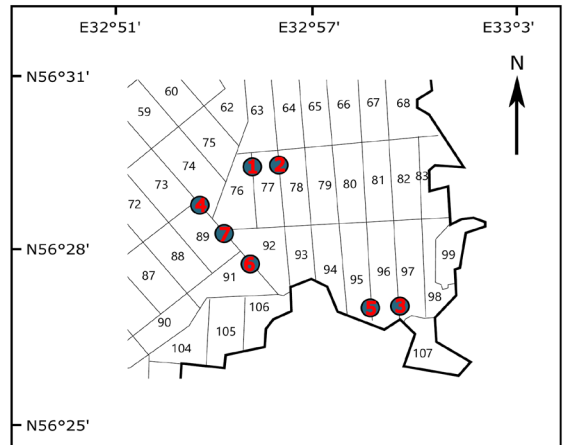 E32°51' E32°57' E33°3'
N
N56°31'
60
59 62 63 64 65 66 67 68
75
74 1 2
73 76 77 78 79 80 81 82 83
72 4
89 7 92
N56°28' 88 6 93 99
87 91 94 95 96 97
106 5 3 98
90 105
104 107
N56°25'